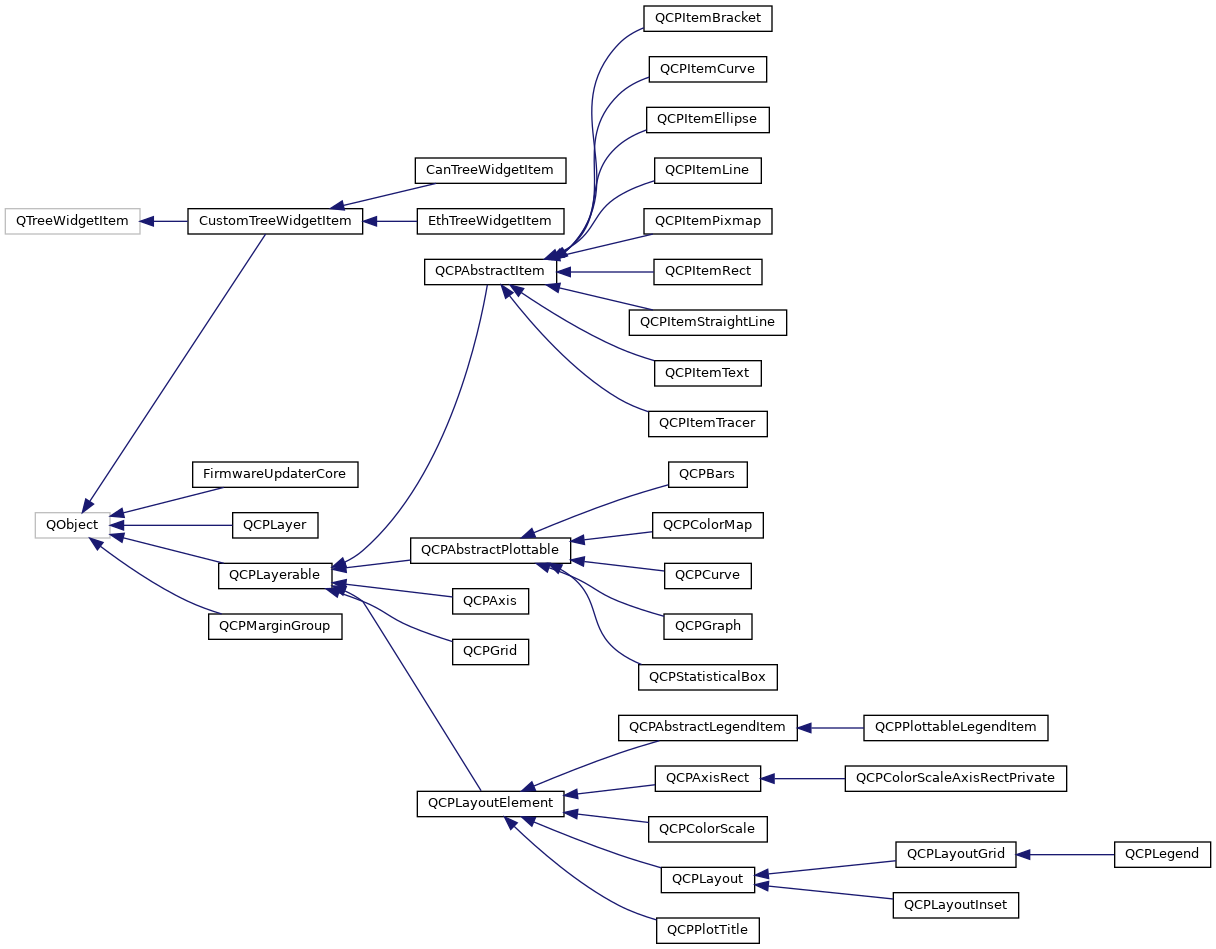 QCPItemBracket
QCPItemCurve
QCPItemEllipse
CanTreeWidgetItem
QCPItemLine
QTreeWidgetItem
CustomTreeWidgetItem
EthTreeWidgetItem
QCPItemPixmap
QCPAbstractItem
QCPItemRect
QCPItemStraightLine
QCPItemText
QCPItemTracer
FirmwareUpdaterCore
QCPBars
QObject
QCPLayer
QCPColorMap
QCPAbstractPlottable
QCPLayerable
QCPCurve
QCPAxis
QCPMarginGroup
QCPGraph
QCPGrid
QCPStatisticalBox
QCPAbstractLegendItem
QCPPlottableLegendItem
QCPAxisRect
QCPColorScaleAxisRectPrivate
QCPLayoutElement
QCPColorScale
QCPLayoutGrid
QCPLegend
QCPLayout
QCPLayoutInset
QCPPlotTitle